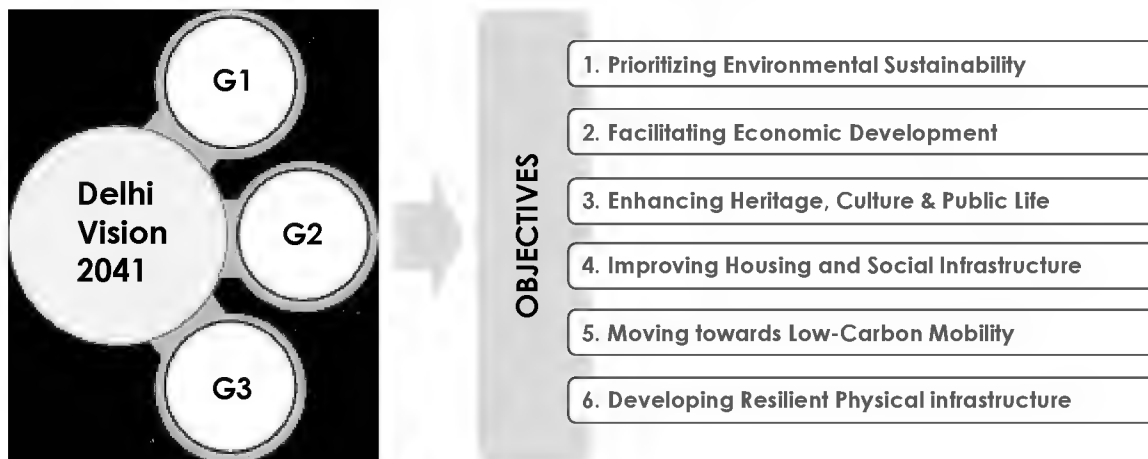 G1
Delhi
Vision
2041
G2
G3
OBJECTIVES
1. Prioritizing Environmental Sustainability
2. Facilitating Economic Development
3. Enhancing Heritage, Culture & Public Life
4. Improving Housing and Social Infrastructure
5. Moving towards Low-Carbon Mobility
6. Developing Resilient Physical infrastructure